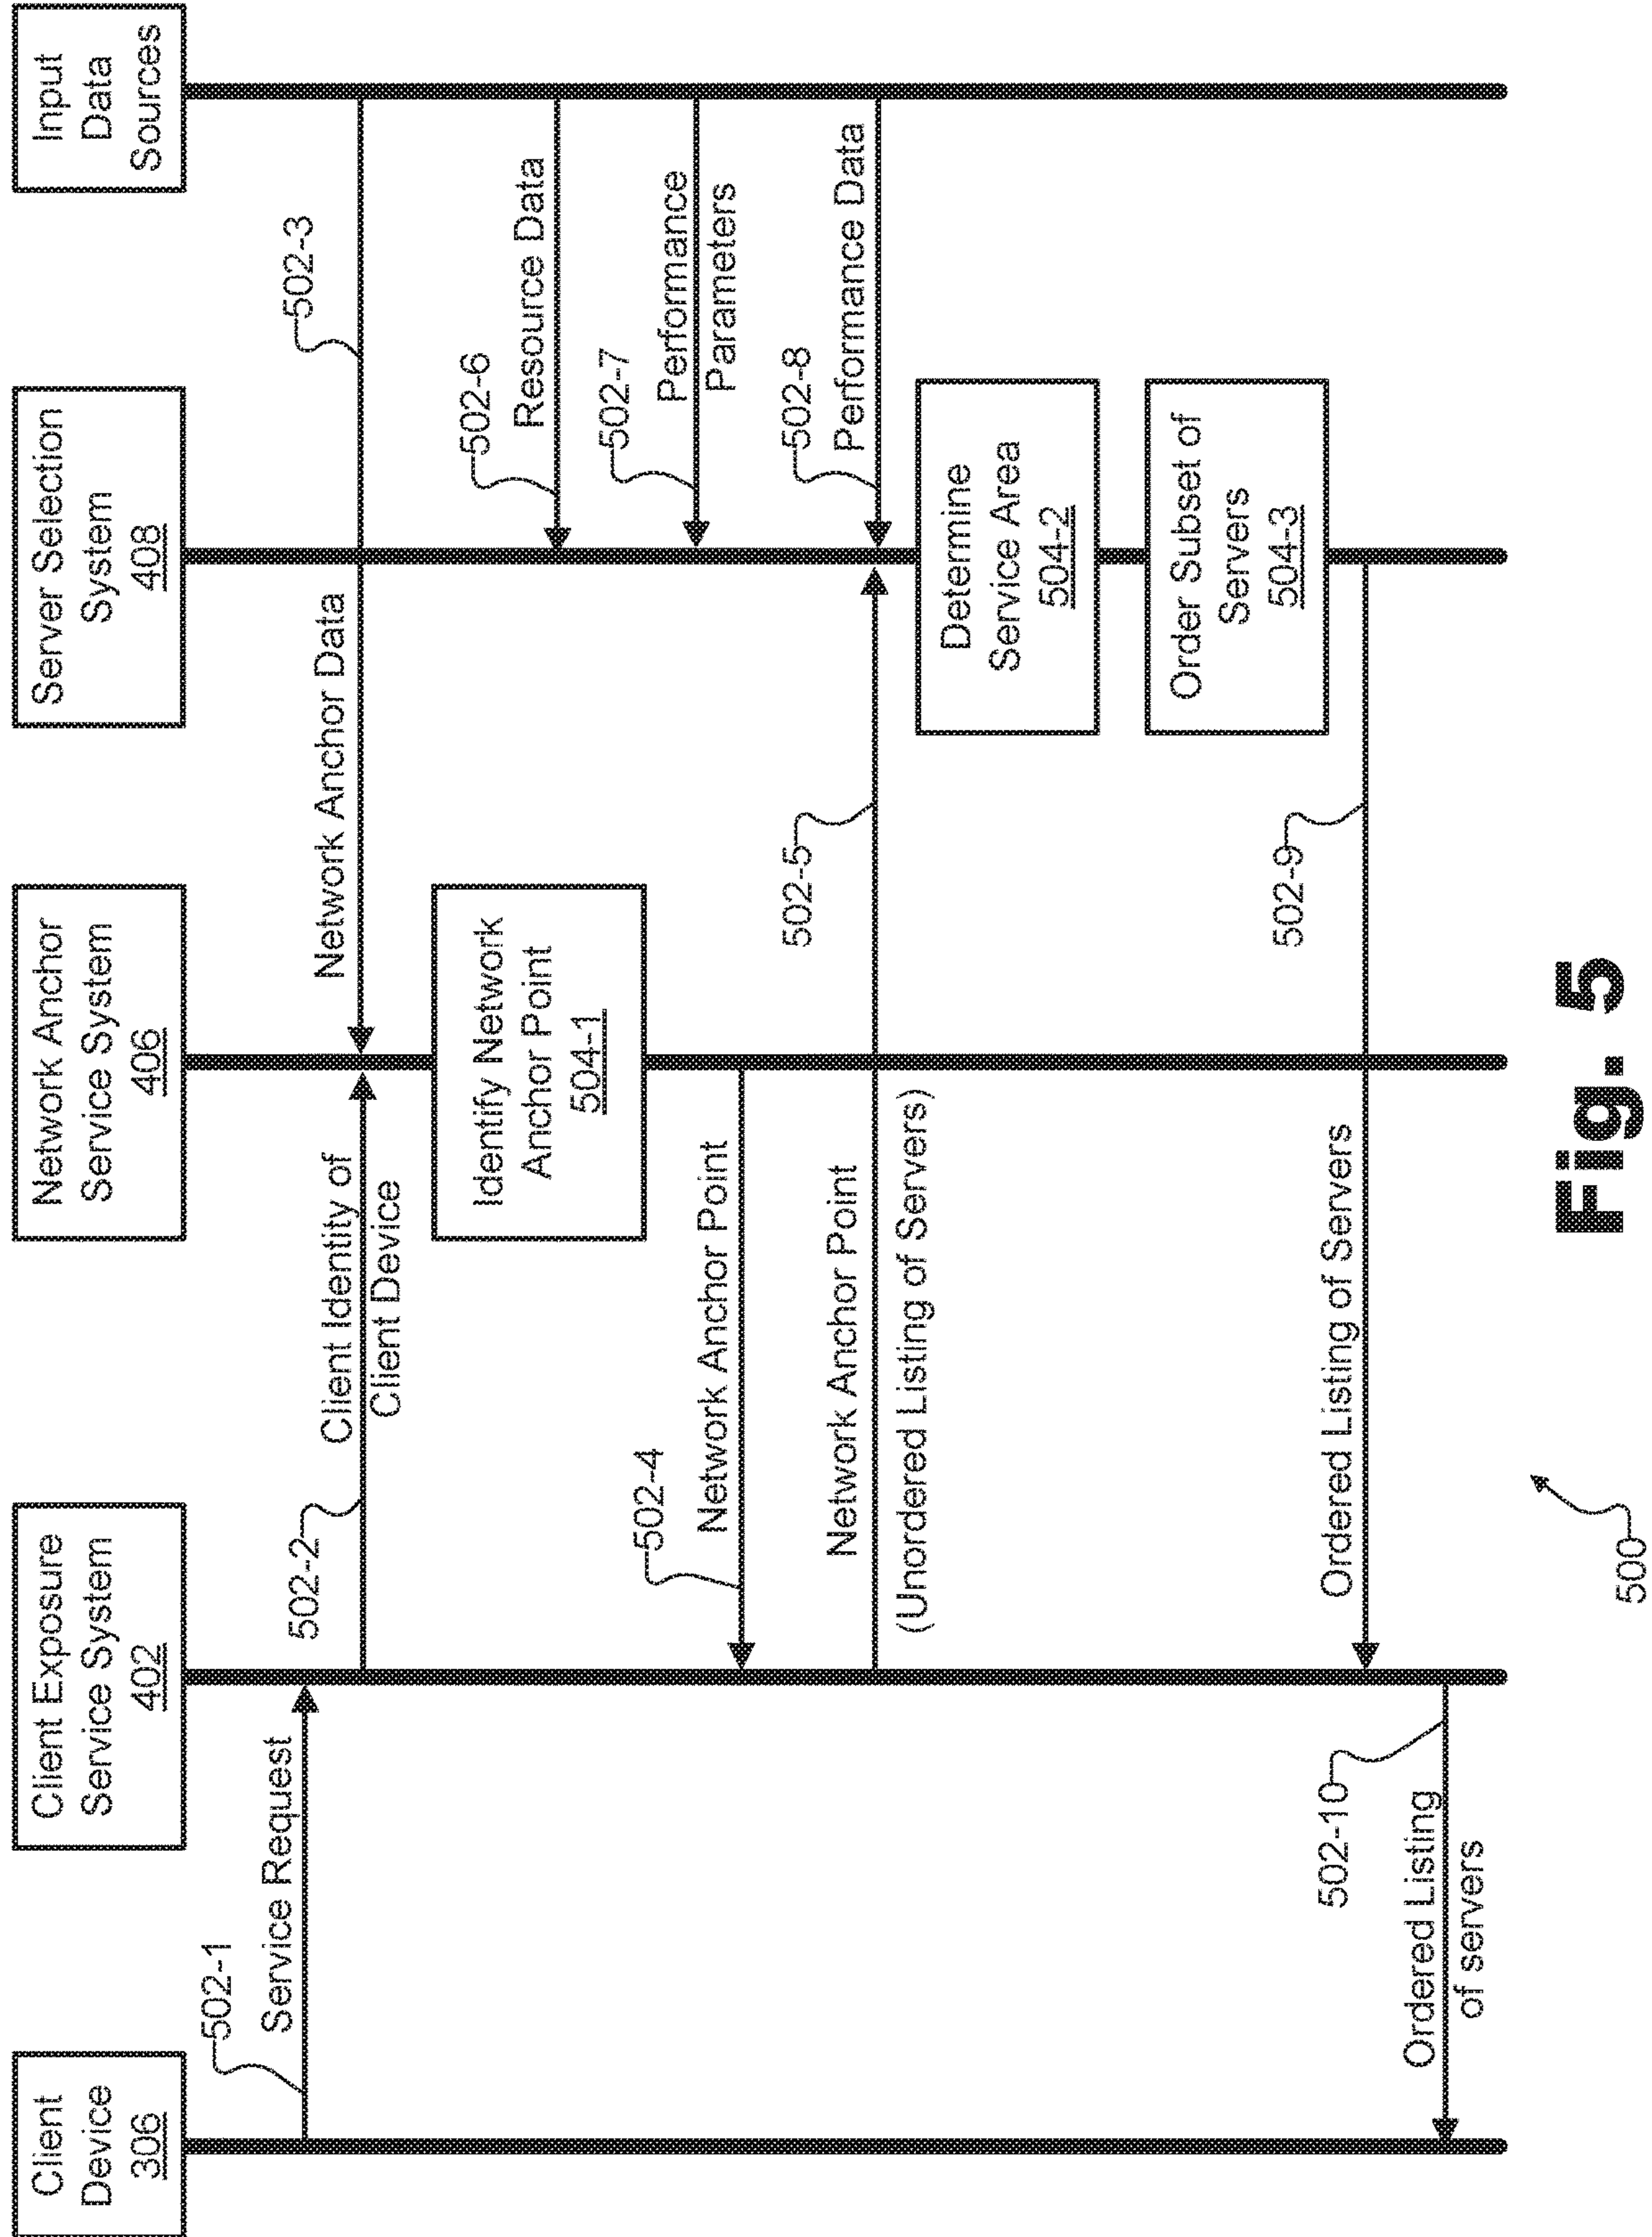 Client
Device
306
Client Exposure
Service System
402
Network Anchor
Service System
406
Server Selection
System
408
Input
Data
Sources
502-1
Service Request
502-2
Client Identity of
Client Device
502-3
Network Anchor Data
Identify Network
Anchor Point
504-1
502-4
Network Anchor Point
502-6
Resource Data
502-7
Performance
Parameters
502-8
Performance Data
502-5
Network Anchor Point
(Unordered Listing of Servers)
Determine
Service Area
504-2
Order Subset of
Servers
504-3
502-9
Ordered Listing of Servers
502-10
Ordered Listing
of servers
500
Fig. 5